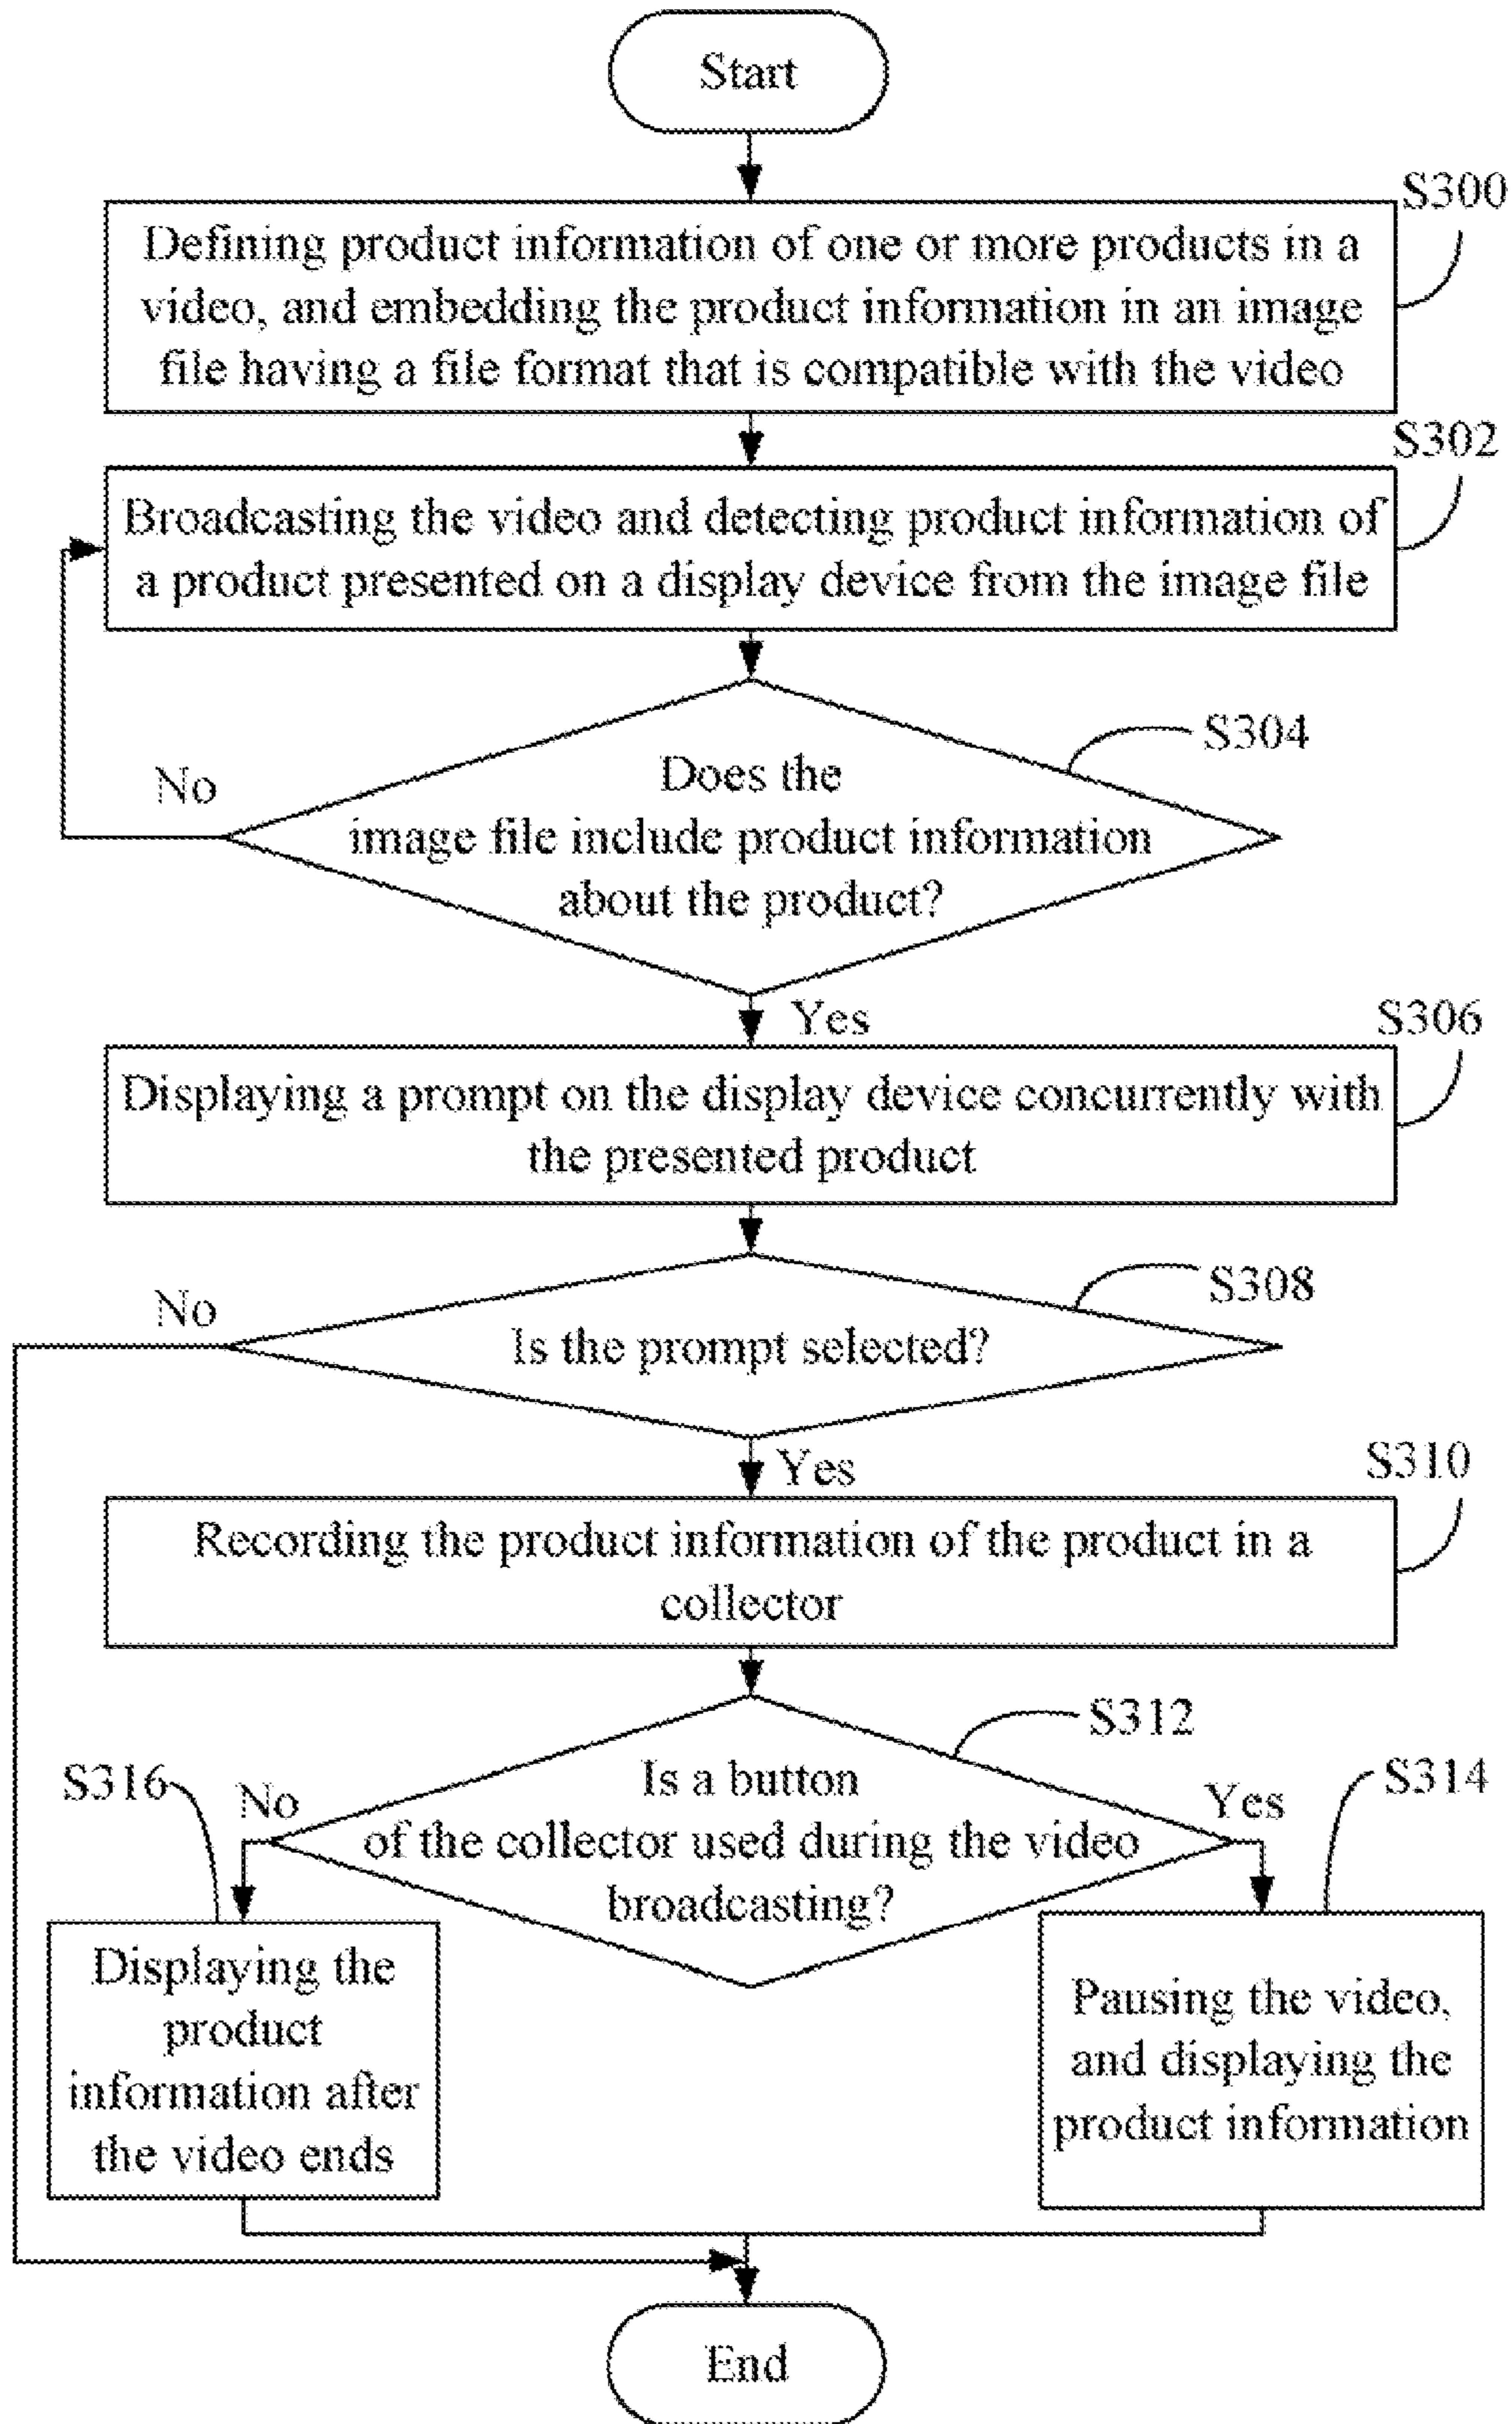 Start
S300
Defining product information of one or more products in a
video, and embedding the product information in an image
file having a file format that is compatible with the video
S302
Broadcasting the video and detecting product information of
a product presented on a display device from the image file
S304
No
Does the
image file include product information
about the product?
Yes
S306
Displaying a prompt on the display device concurrently with
the presented product
S308
No
Is the prompt selected?
Yes
S310
Recording the product information of the product in a
collector
S312
S316
No
Is a button
of the collector used during the video
broadcasting?
Yes
S314
Displaying the
product
information after
the video ends
Pausing the video,
and displaying the
product information
End